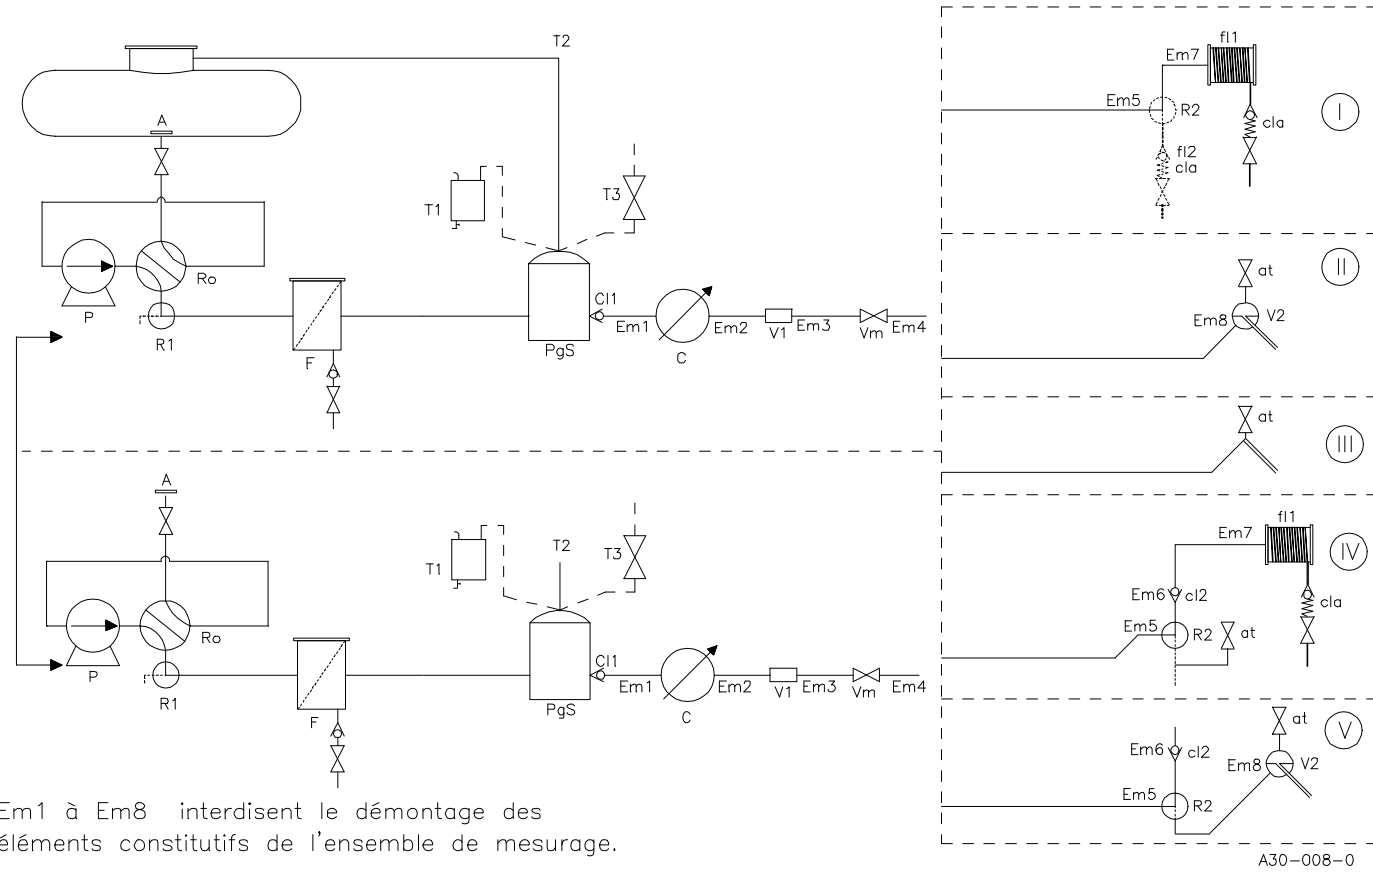 T2
A
T1
T3
Ro
P
R1
F
PgS
Cl1
Em1
C
Em2
V1
Em3
Vm
Em4
A
T1
T2
T3
Ro
P
R1
F
PgS
Cl1
Em1
C
Em2
V1
Em3
Vm
Em4
fl1
Em7
Em5
R2
cla
fl2
cla
I
at
Em8
V2
II
at
III
fl1
Em7
Em6
cl2
Em5
R2
at
cla
IV
Em6
cl2
at
Em8
V2
Em5
R2
V
Em1 à Em8 interdisent le démontage des
éléments constitutifs de l'ensemble de mesurage.
A30-008-0